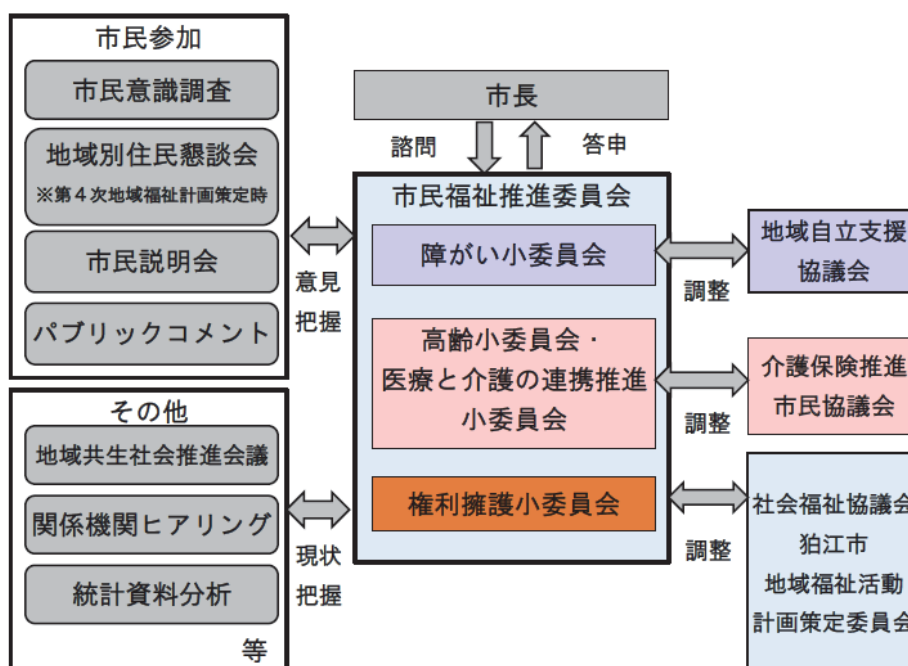 市民参加
市民意識調査
地域別住民懇談会
※第4次地域福祉計画策定時
市民説明会
パブリックコメント
その他
地域共生社会推進会議
関係機関ヒアリング
統計資料分析
等
意見
把握
現状
把握
市長
諮問
答申
市民福祉推進委員会
障がい小委員会
高齢小委員会・
医療と介護の連携推進
小委員会
権利擁護小委員会
調整
調整
調整
地域自立支援
協議会
介護保険推進
市民協議会
社会福祉協議会
狛江市
地域福祉活動
計画策定委員会